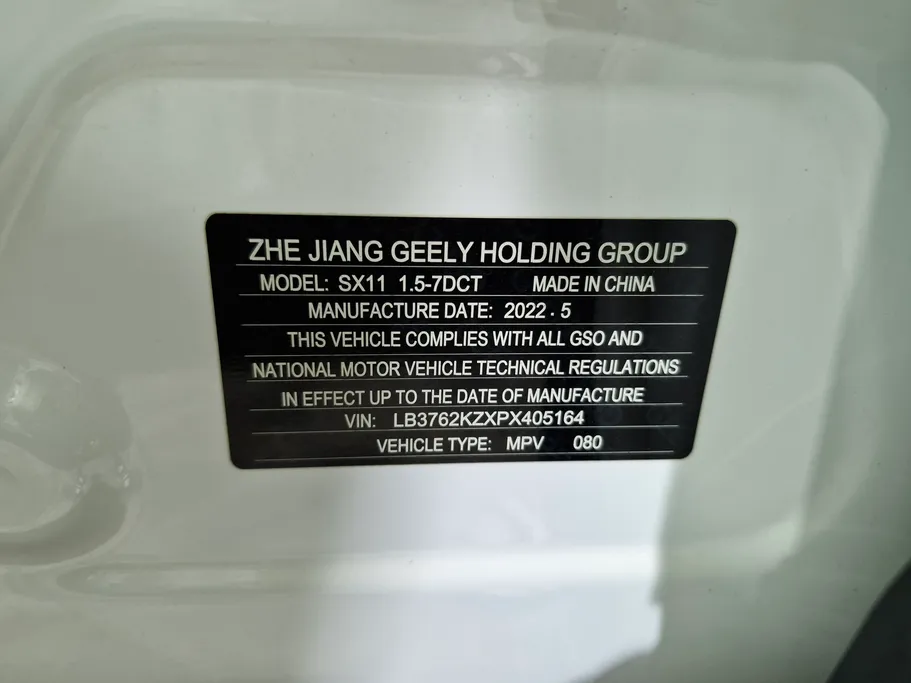 ZHE JIANG GEELY HOLDING GROUP
MODEL: SX11 1.5-7DCT MADE IN CHINA
MANUFACTURE DATE: 2022 . 5
THIS VEHICLE COMPLIES WITH ALL GSO AND
NATIONAL MOTOR VEHICLE TECHNICAL REGULATIONS
IN EFFECT UP TO THE DATE OF MANUFACTURE
VIN: LB3762KZXPX405164
VEHICLE TYPE: MPV 080